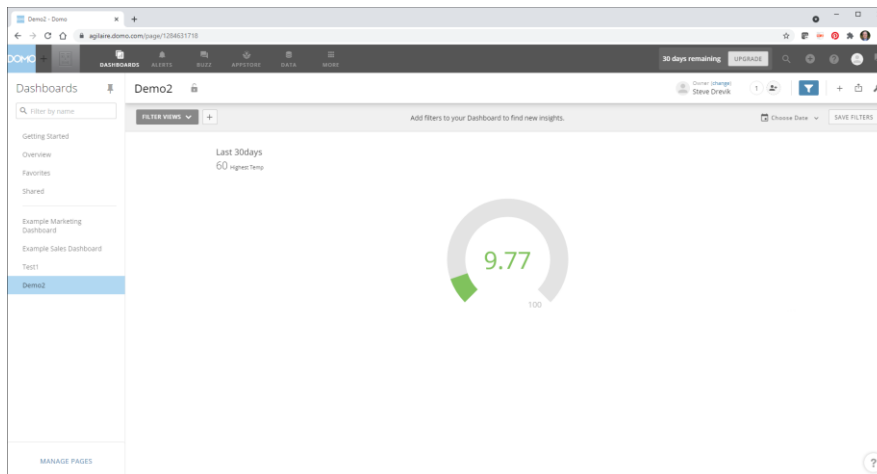 Demo2 - Domo
agilaire.domo.com/page/1284631718
DOMO
DASHBOARDS ALERTS BUZZ APPSTORE DATA MORE
30 days remaining UPGRADE
Dashboards
Demo2
Owner (change)
Steve Drevik
1
Filter by name
FILTER VIEWS
Add filters to your Dashboard to find new insights.
Choose Date
SAVE FILTERS
Getting Started
Overview
Favorites
Shared
Example Marketing
Dashboard
Example Sales Dashboard
Test1
Demo2
Last 30days
60 Highest Temp
9.77
100
MANAGE PAGES
?